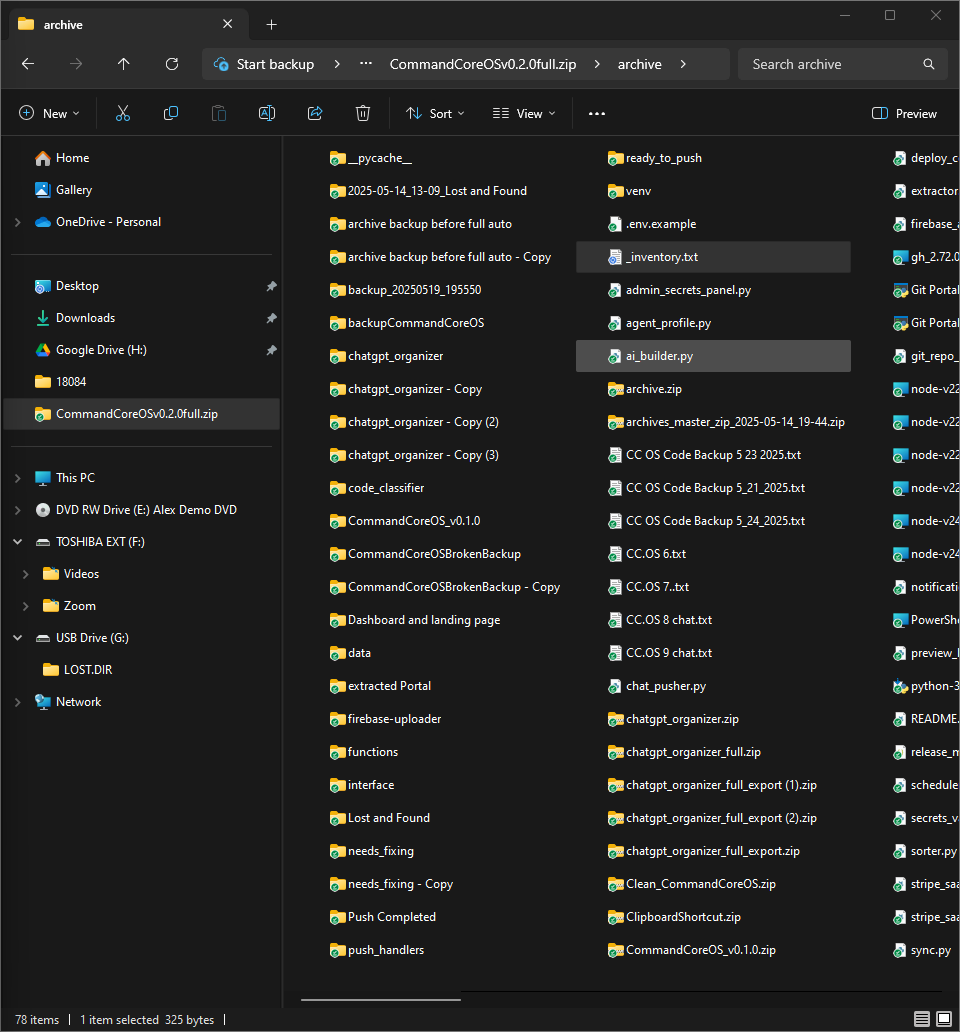 archive
Start backup > ... CommandCoreOSv0.2.0full.zip > archive >
Search archive
New
Sort
View
Preview
Home
Gallery
OneDrive - Personal
Desktop
Downloads
Google Drive (H:)
18084
CommandCoreOSv0.2.0full.zip
This PC
DVD RW Drive (E:) Alex Demo DVD
TOSHIBA EXT (F:)
Videos
Zoom
USB Drive (G:)
LOST.DIR
Network
__pycache__
2025-05-14_13-09_Lost and Found
archive backup before full auto
archive backup before full auto - Copy
backup_20250519_195550
backupCommandCoreOS
chatgpt_organizer
chatgpt_organizer - Copy
chatgpt_organizer - Copy (2)
chatgpt_organizer - Copy (3)
code_classifier
CommandCoreOS_v0.1.0
CommandCoreOSBrokenBackup
CommandCoreOSBrokenBackup - Copy
Dashboard and landing page
data
extracted Portal
firebase-uploader
functions
interface
Lost and Found
needs_fixing
needs_fixing - Copy
Push Completed
push_handlers
ready_to_push
venv
.env.example
_inventory.txt
admin_secrets_panel.py
agent_profile.py
ai_builder.py
archive.zip
archives_master_zip_2025-05-14_19-44.zip
CC OS Code Backup 5 23 2025.txt
CC OS Code Backup 5_21_2025.txt
CC OS Code Backup 5_24_2025.txt
CC.OS 6.txt
CC.OS 7..txt
CC.OS 8 chat.txt
CC.OS 9 chat.txt
chat_pusher.py
chatgpt_organizer.zip
chatgpt_organizer_full.zip
chatgpt_organizer_full_export (1).zip
chatgpt_organizer_full_export (2).zip
chatgpt_organizer_full_export.zip
Clean_CommandCoreOS.zip
ClipboardShortcut.zip
CommandCoreOS_v0.1.0.zip
deploy_c
extractor
firebase_a
gh_2.72.0
Git Portal
Git Portal
git_repo_
node-v22
node-v22
node-v22
node-v22
node-v24
node-v24
notificati
PowerShe
preview_
python-3
README.
release_m
schedule
secrets_v
sorter.py
stripe_saa
stripe_saa
sync.py
78 items
1 item selected 325 bytes